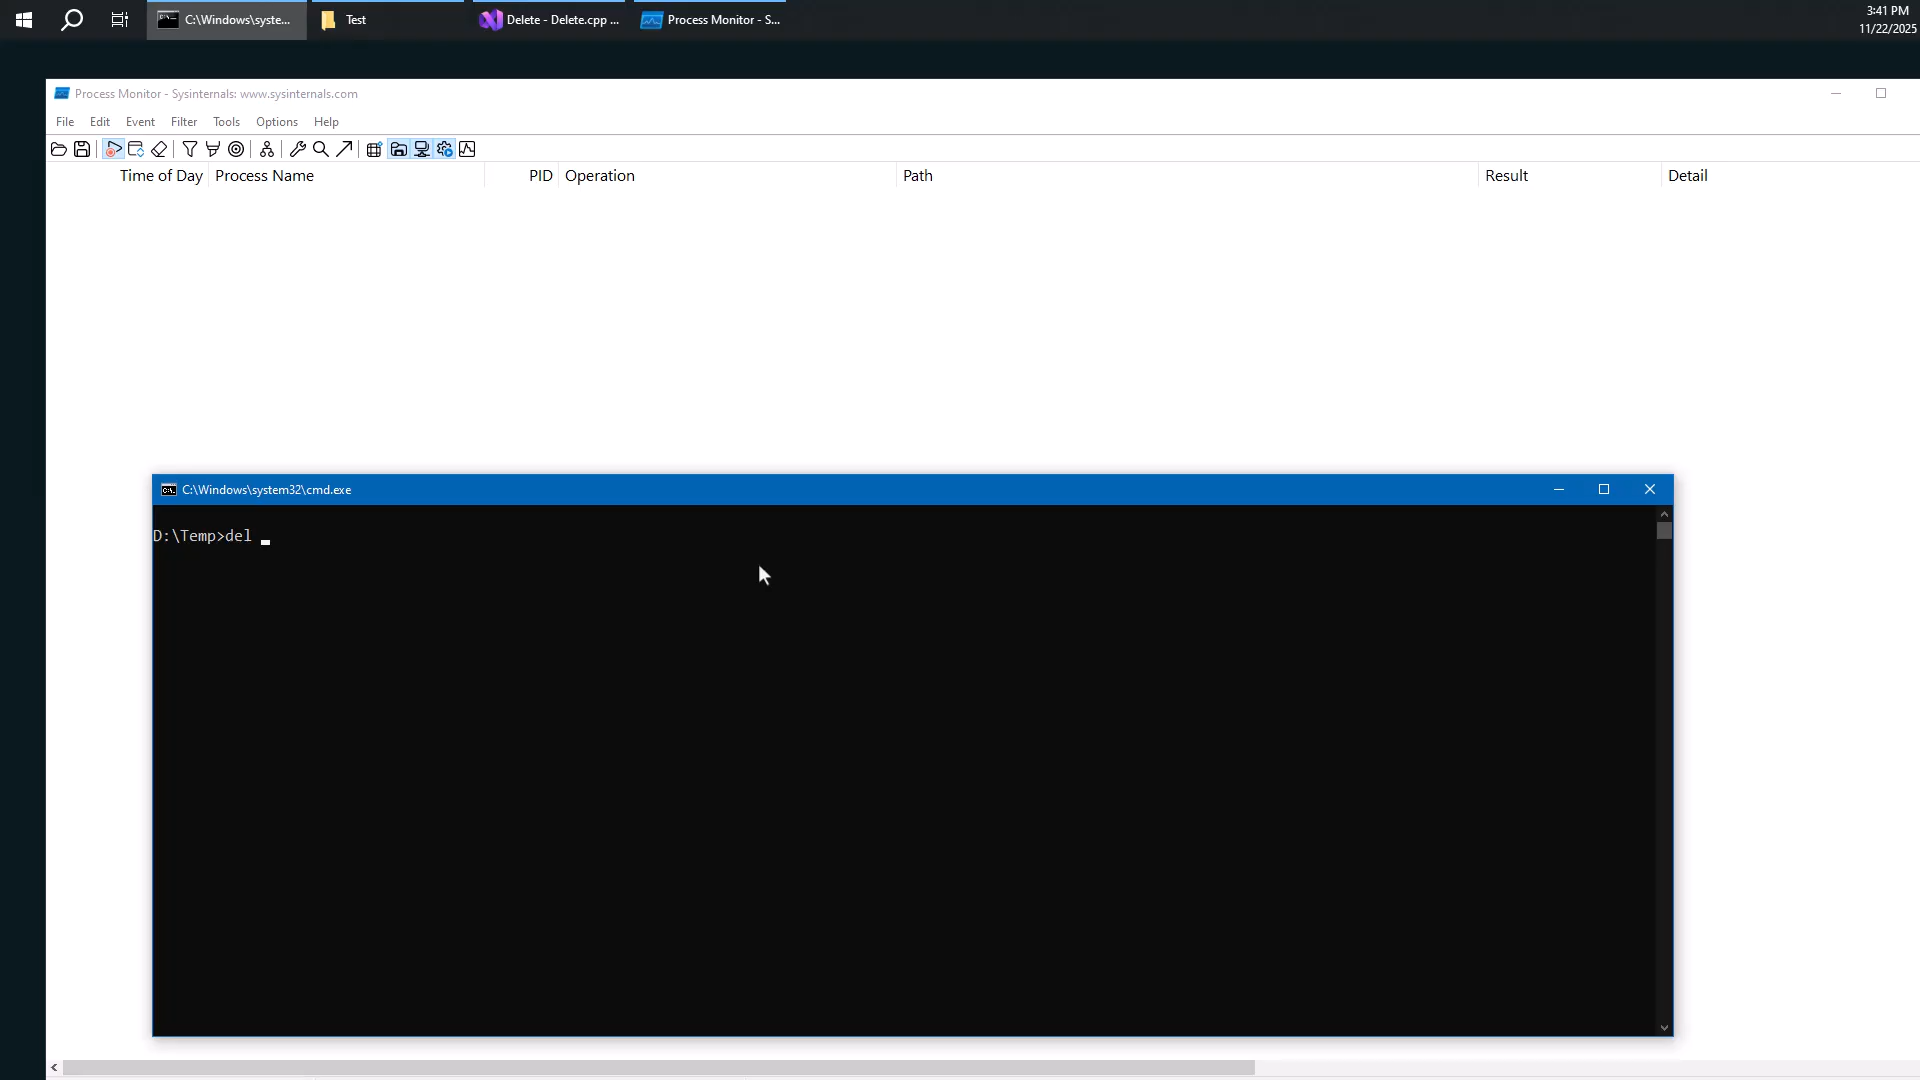 C:\Windows\syste...
Test
Delete - Delete.cpp ...
Process Monitor - S...
3:41 PM
11/22/2025
Process Monitor - Sysinternals: www.sysinternals.com
File Edit Event Filter Tools Options Help
Time of Day Process Name PID Operation Path Result Detail
C:\Windows\system32\cmd.exe
D:\Temp>del _